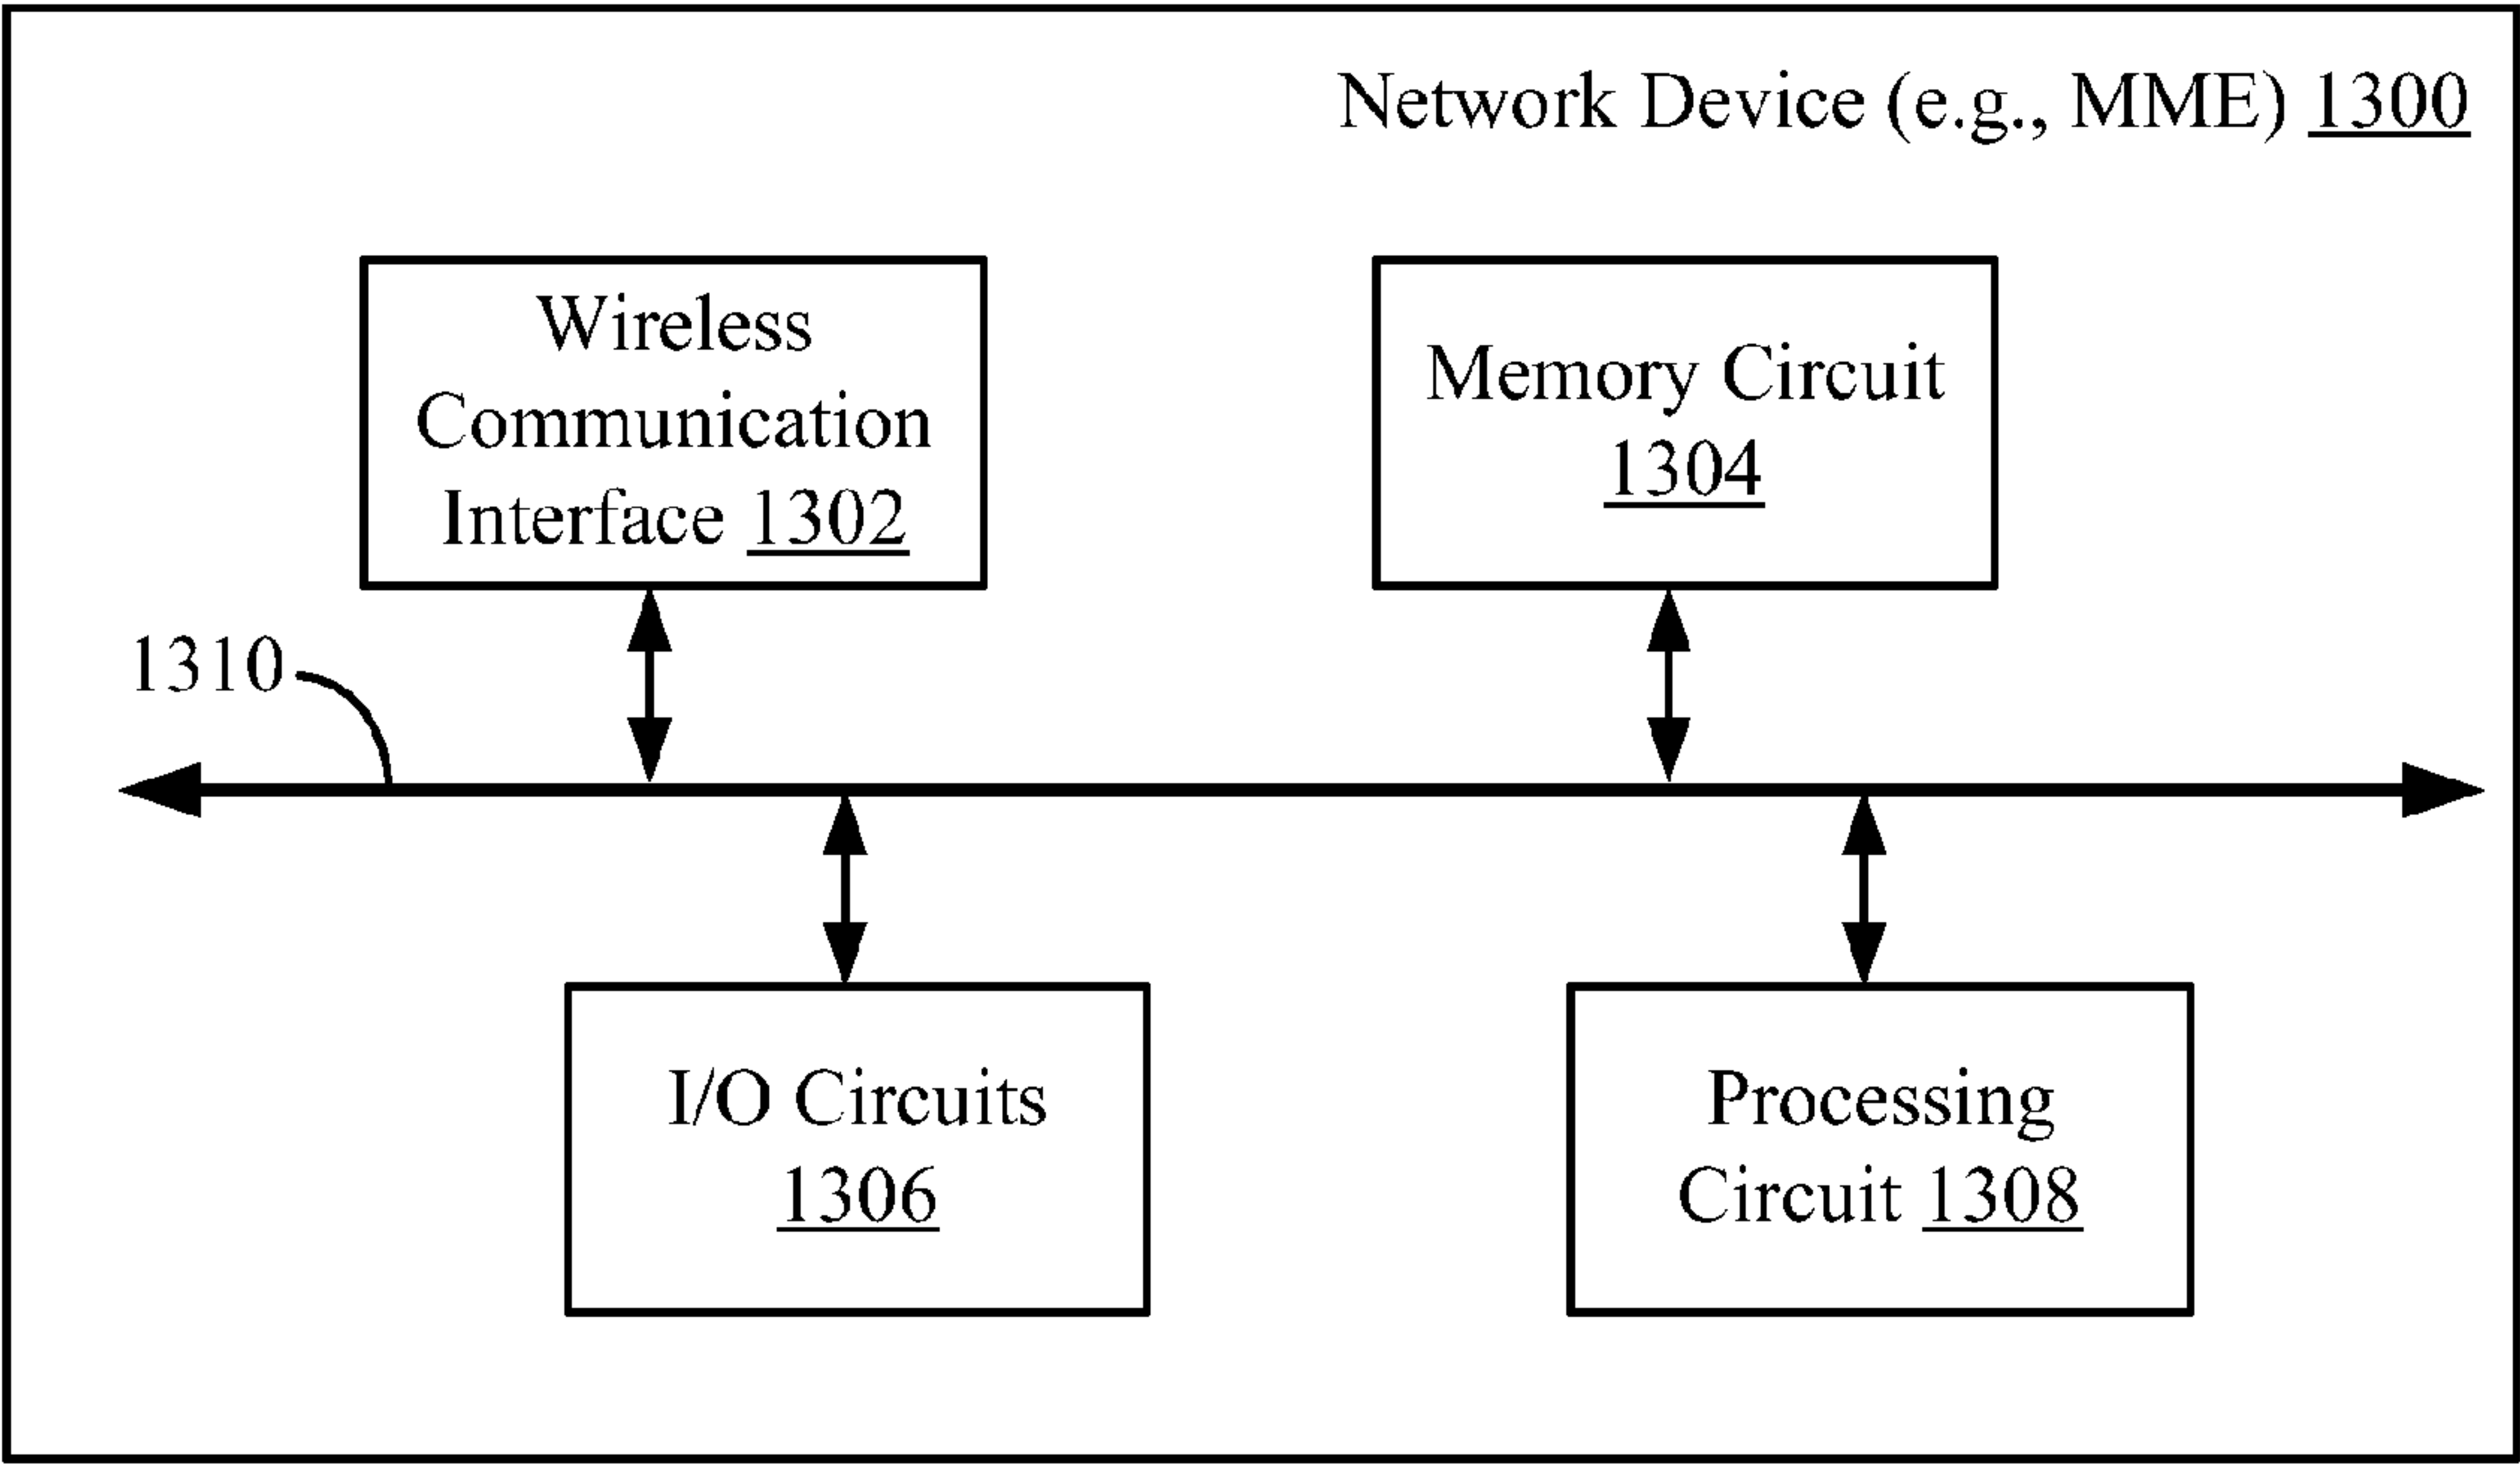 Network Device (e.g., MME) 1300
Wireless
Communication
Interface 1302
Memory Circuit
1304
1310
I/O Circuits
1306
Processing
Circuit 1308